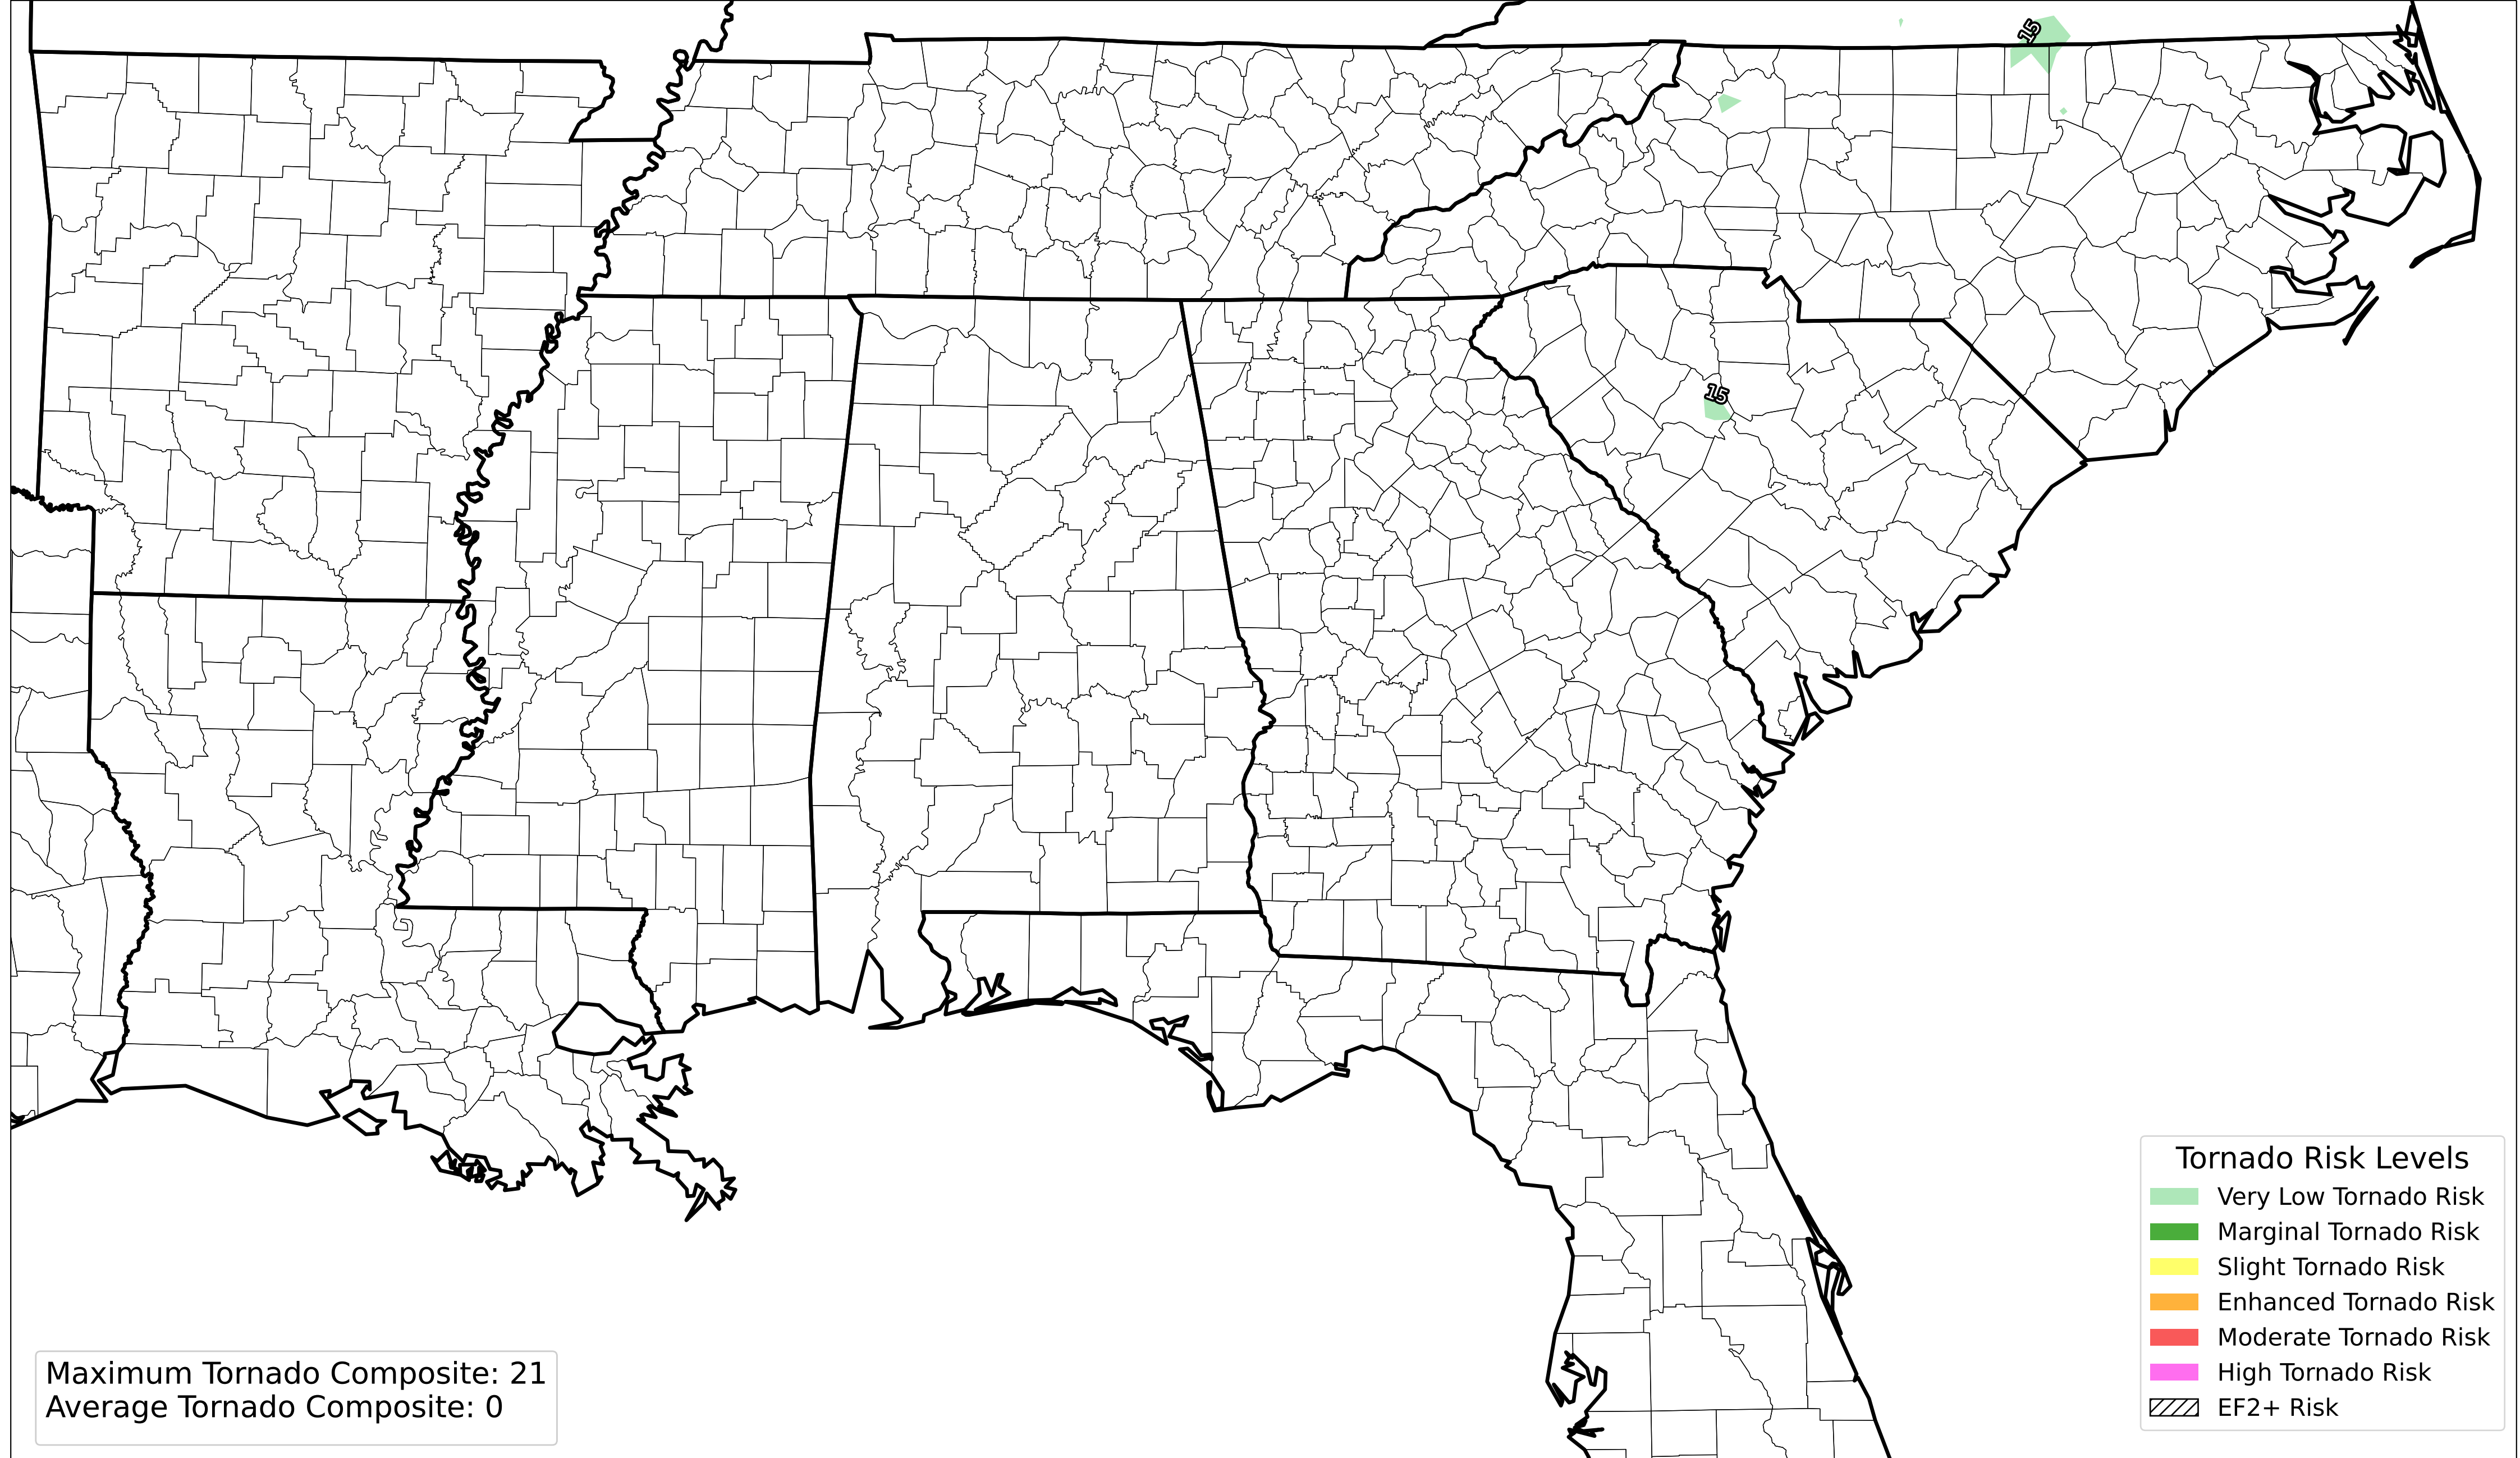 15
15
Tornado Risk Levels
Very Low Tornado Risk
Marginal Tornado Risk
Slight Tornado Risk
Enhanced Tornado Risk
Moderate Tornado Risk
High Tornado Risk
EF2+ Risk
Maximum Tornado Composite: 21
Average Tornado Composite: 0